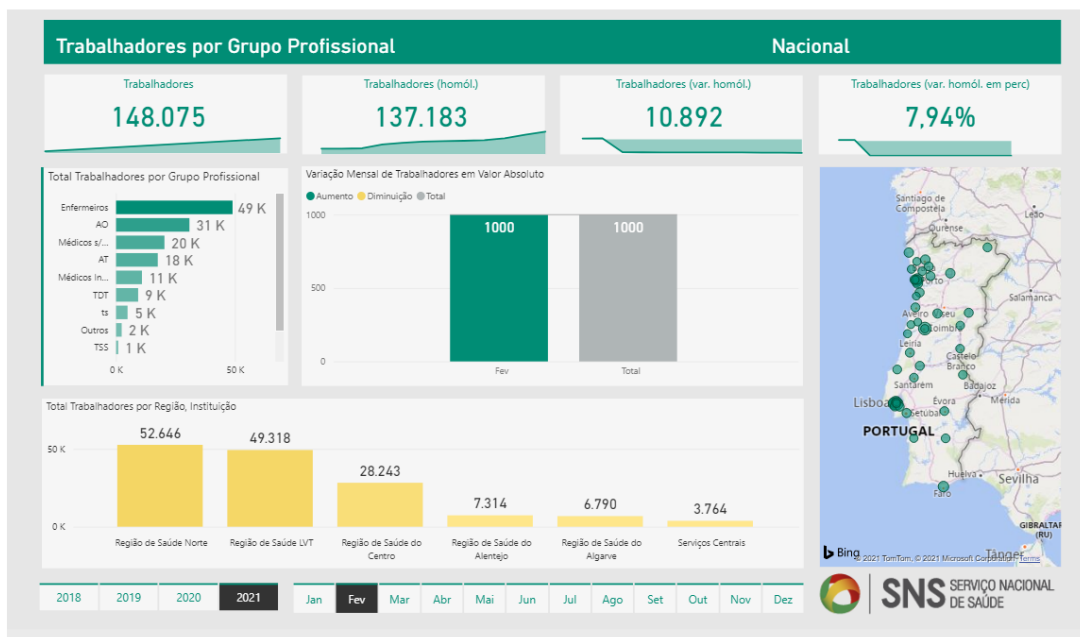 Trabalhadores por Grupo Profissional
Nacional
Trabalhadores
148.075
Trabalhadores (homól.)
137.183
Trabalhadores (var. homól.)
10.892
Trabalhadores (var. homól. em perc)
7,94%
Total Trabalhadores por Grupo Profissional
Enfermeiros 49 K
AO 31 K
Médicos s/... 20 K
AT 18 K
Médicos In... 11 K
TDT 9 K
ts 5 K
Outros 2 K
TSS 1 K
0 K 50 K
Variação Mensal de Trabalhadores em Valor Absoluto
Aumento Diminuição Total
1000
1000 1000
500
0
Fev Total
Santiago de
Compostela
León
Ourense
Porto
Salamanca
Aveiro Viseu
Coimbra
Leiria
Castelo
Branco
Santarém
Badajoz
Lisboa
Évora
Mérida
Setúbal
PORTUGAL
Huelva
Sevilha
Faro
GIBRALTAR
(RU)
Tânger
Bing
© 2021 TomTom, © 2021 Microsoft Corporation Terms
Total Trabalhadores por Região, Instituição
50 K
0 K
52.646
49.318
28.243
7.314
6.790
3.764
Região de Saúde Norte
Região de Saúde LVT
Região de Saúde do
Centro
Região de Saúde do
Alentejo
Região de Saúde do
Algarve
Serviços Centrais
2018 2019 2020 2021
Jan Fev Mar Abr Mai Jun Jul Ago Set Out Nov Dez
SNS SERVIÇO NACIONAL
DE SAÚDE